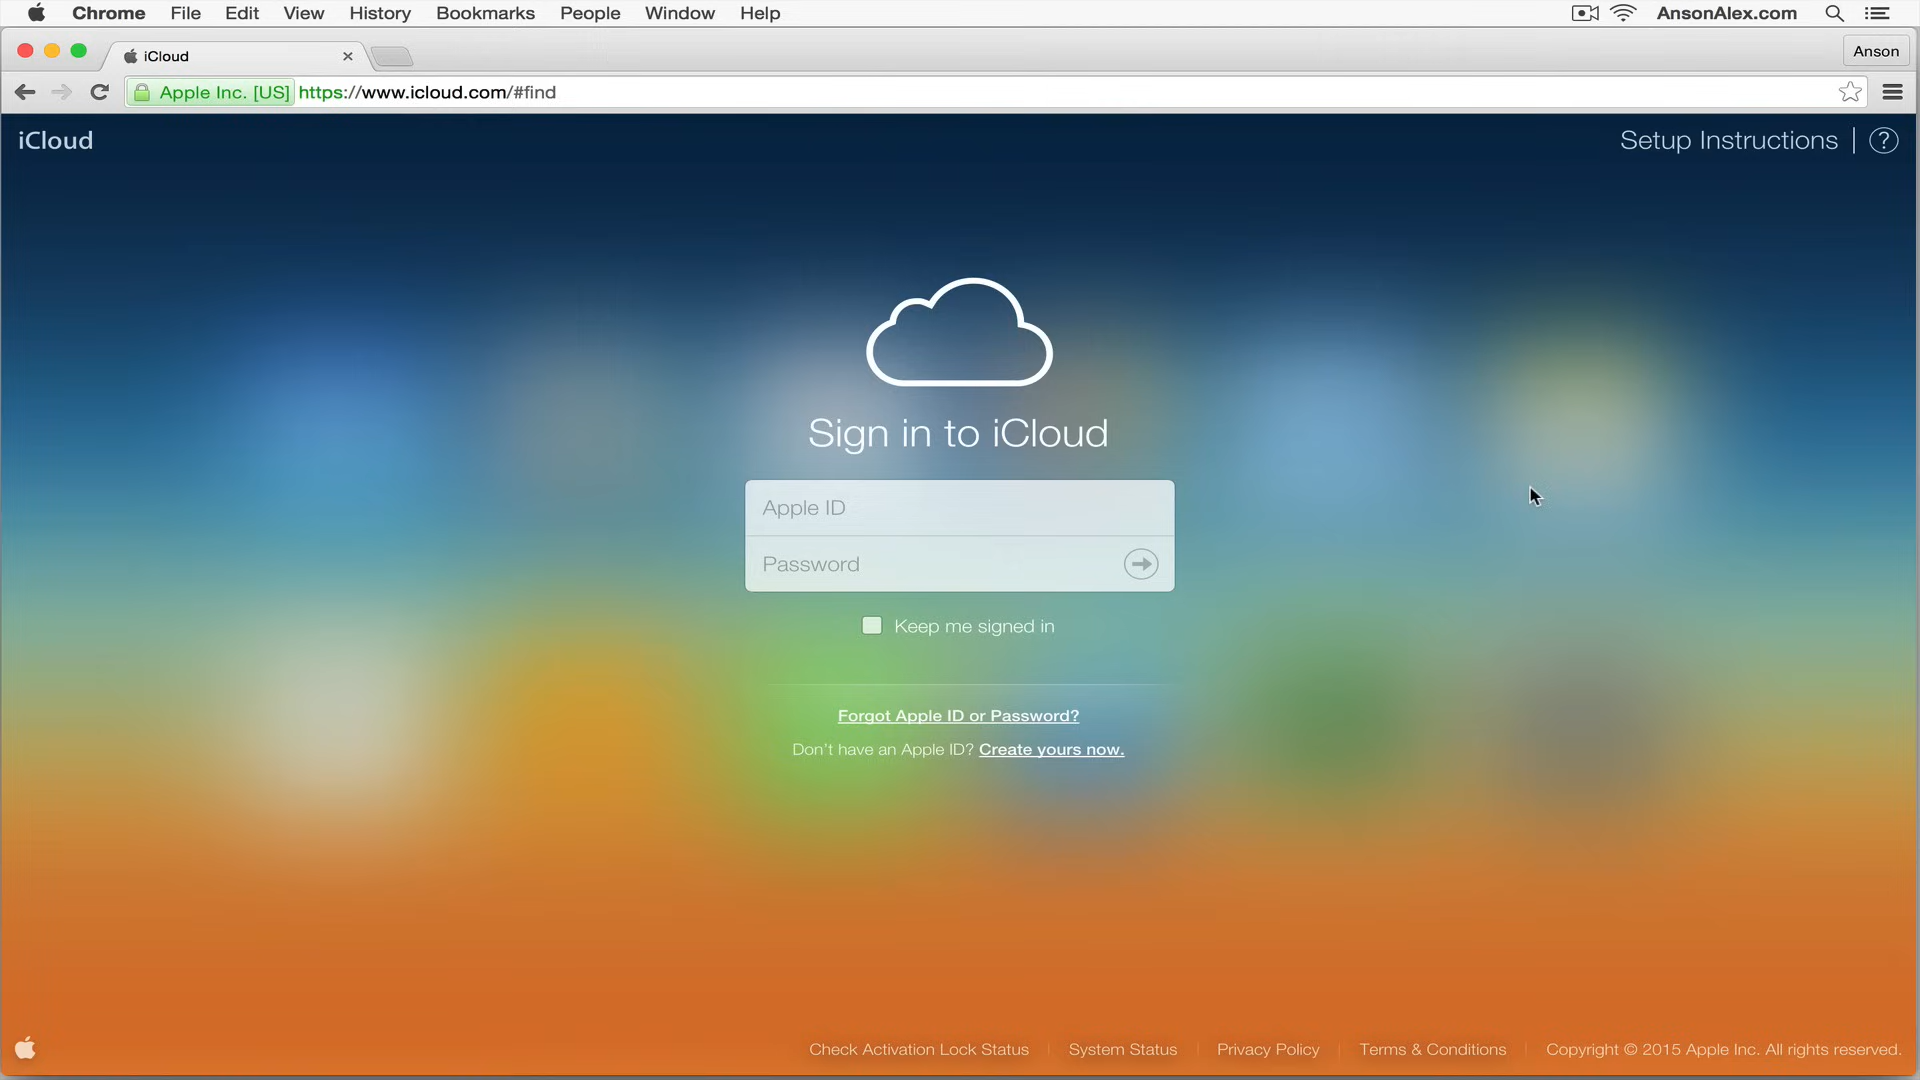 Chrome File Edit View History Bookmarks People Window Help AnsonAlex.com
iCloud Anson
Apple Inc. [US] https://www.icloud.com/#find
iCloud Setup Instructions ?
Sign in to iCloud
Apple ID
Password
Keep me signed in
Forgot Apple ID or Password?
Don't have an Apple ID? Create yours now.
Check Activation Lock Status System Status Privacy Policy Terms & Conditions Copyright © 2015 Apple Inc. All rights reserved.